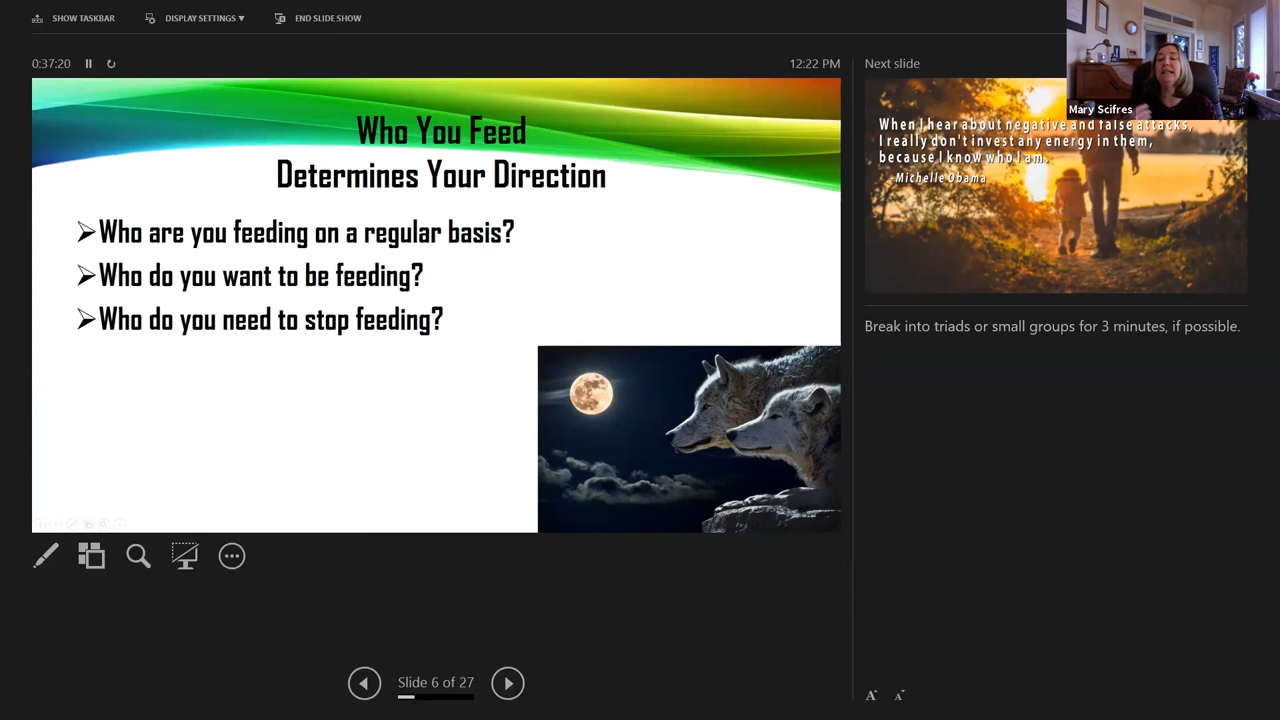 SHOW TASKBAR
DISPLAY SETTINGS ▼
END SLIDE SHOW
0:37:20
12:22 PM
Who You Feed
Determines Your Direction
➢Who are you feeding on a regular basis?
➢Who do you want to be feeding?
➢Who do you need to stop feeding?
Slide 6 of 27
Next slide
Mary Scifres
When I hear about negative and false attacks,
I really don't invest any energy in them,
because I know who I am.
- Michelle Obama
Break into triads or small groups for 3 minutes, if possible.
A
A